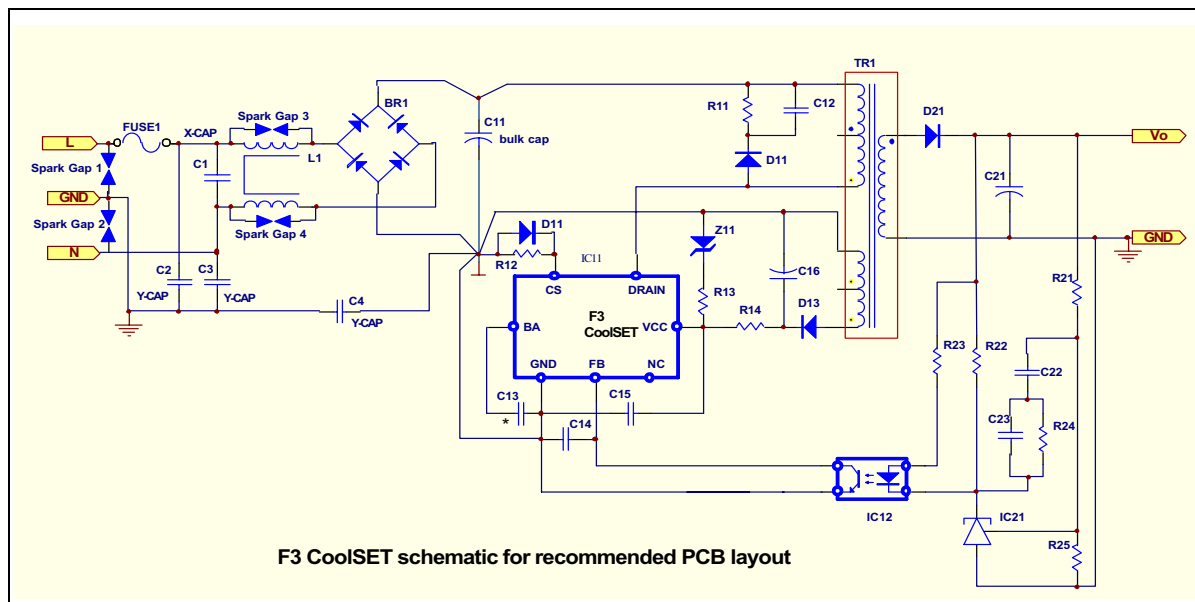 TR1
BR1
C11
bulk cap
R11
C12
D21
Spark Gap 3
FUSE1
X-CAP
L
Vo
L1
C1
D11
Spark Gap 1
C21
GND
Spark Gap 2
Spark Gap 4
N
D11
Z11
GND
R12
IC11
C16
C2
C3
CS
DRAIN
R21
Y-CAP
Y-CAP
C4
R13
R14
D13
Y-CAP
F3
CoolSET
BA
VCC
R23
R22
GND
FB
NC
C22
C13
C15
*
C14
C23
R24
IC12
IC21
R25
F3 CoolSET schematic for recommended PCB layout